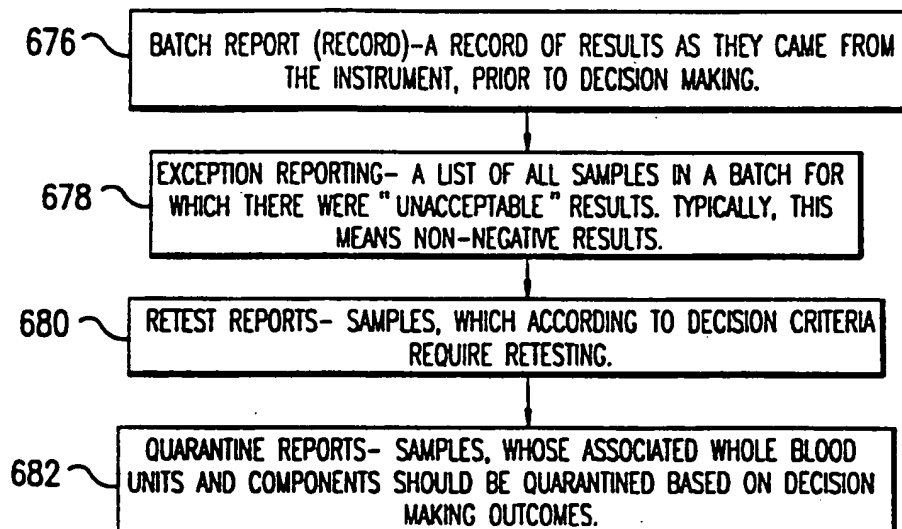 676
BATCH REPORT (RECORD)-A RECORD OF RESULTS AS THEY CAME FROM
THE INSTRUMENT, PRIOR TO DECISION MAKING.
678
EXCEPTION REPORTING- A LIST OF ALL SAMPLES IN A BATCH FOR
WHICH THERE WERE "UNACCEPTABLE" RESULTS. TYPICALLY, THIS
MEANS NON-NEGATIVE RESULTS.
680
RETEST REPORTS- SAMPLES, WHICH ACCORDING TO DECISION CRITERIA
REQUIRE RETESTING.
682
QUARANTINE REPORTS- SAMPLES, WHOSE ASSOCIATED WHOLE BLOOD
UNITS AND COMPONENTS SHOULD BE QUARANTINED BASED ON DECISION
MAKING OUTCOMES.